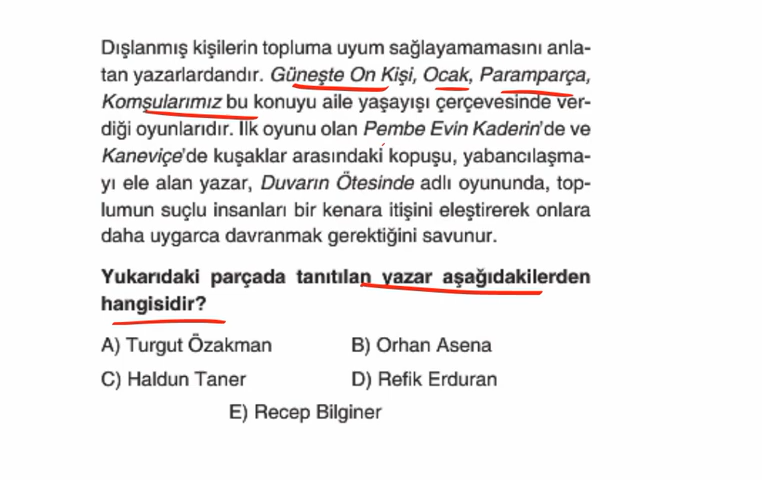 Dışlanmış kişilerin topluma uyum sağlayamamasını anla-
tan yazarlardandır. Güneşte On Kişi, Ocak, Paramparça,
Komşularımız bu konuyu aile yaşayışı çerçevesinde ver-
diği oyunlarıdır. İlk oyunu olan Pembe Evin Kaderin'de ve
Kaneviçe'de kuşaklar arasındaki kopuşu, yabancılaşma-
yı ele alan yazar, Duvarın Ötesinde adlı oyununda, top-
lumun suçlu insanları bir kenara itişini eleştirerek onlara
daha uygarca davranmak gerektiğini savunur.
Yukarıdaki parçada tanıtılan yazar aşağıdakilerden
hangisidir?
A) Turgut Özakman B) Orhan Asena
C) Haldun Taner D) Refik Erduran
E) Recep Bilginer